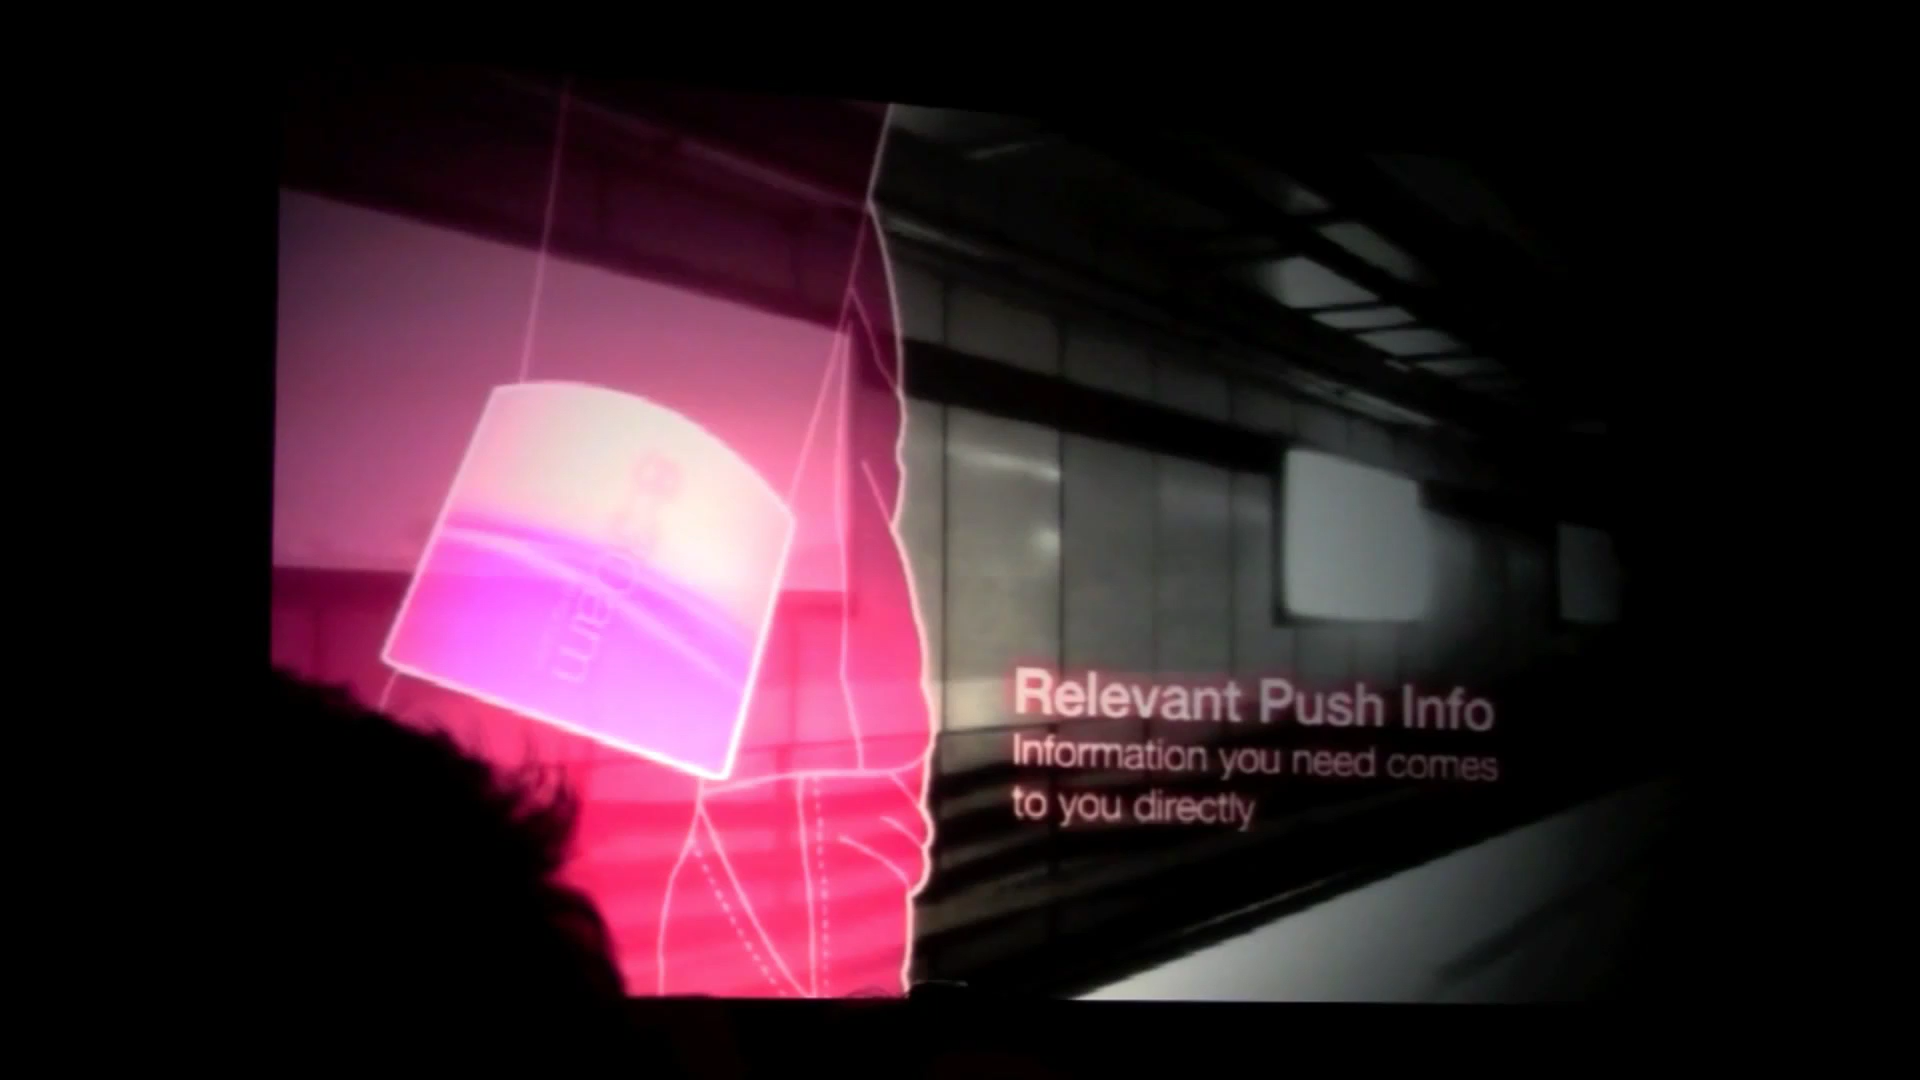 Relevant Push Info
Information you need comes
to you directly